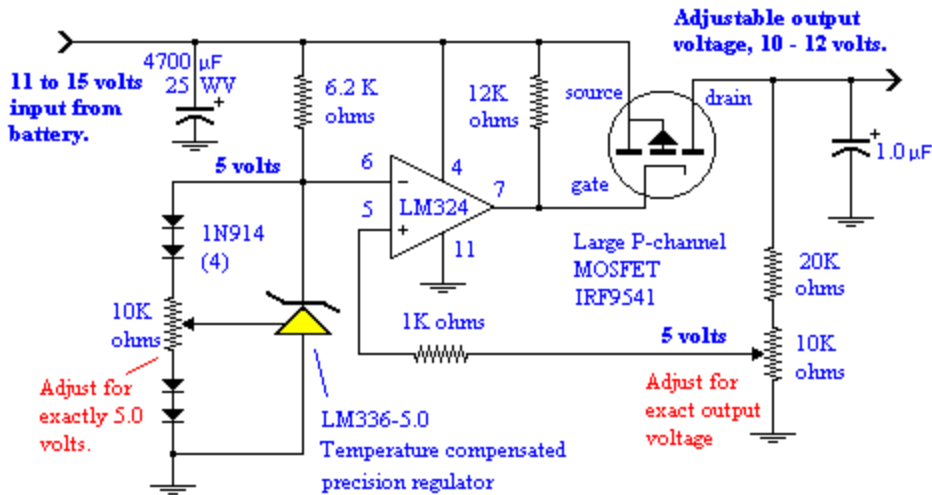 Adjustable output
voltage, 10 - 12 volts.
4700 µF
25 WV
+
11 to 15 volts
input from
battery.
6.2 K
ohms
12K
ohms
source
drain
+
1.0 µF
5 volts
6
4
7
gate
5
LM324
11
−
+
1N914
(4)
Large P-channel
MOSFET
IRF9541
20K
ohms
10K
ohms
1K ohms
5 volts
10K
ohms
Adjust for
exactly 5.0
volts.
Adjust for
exact output
voltage
LM336-5.0
Temperature compensated
precision regulator